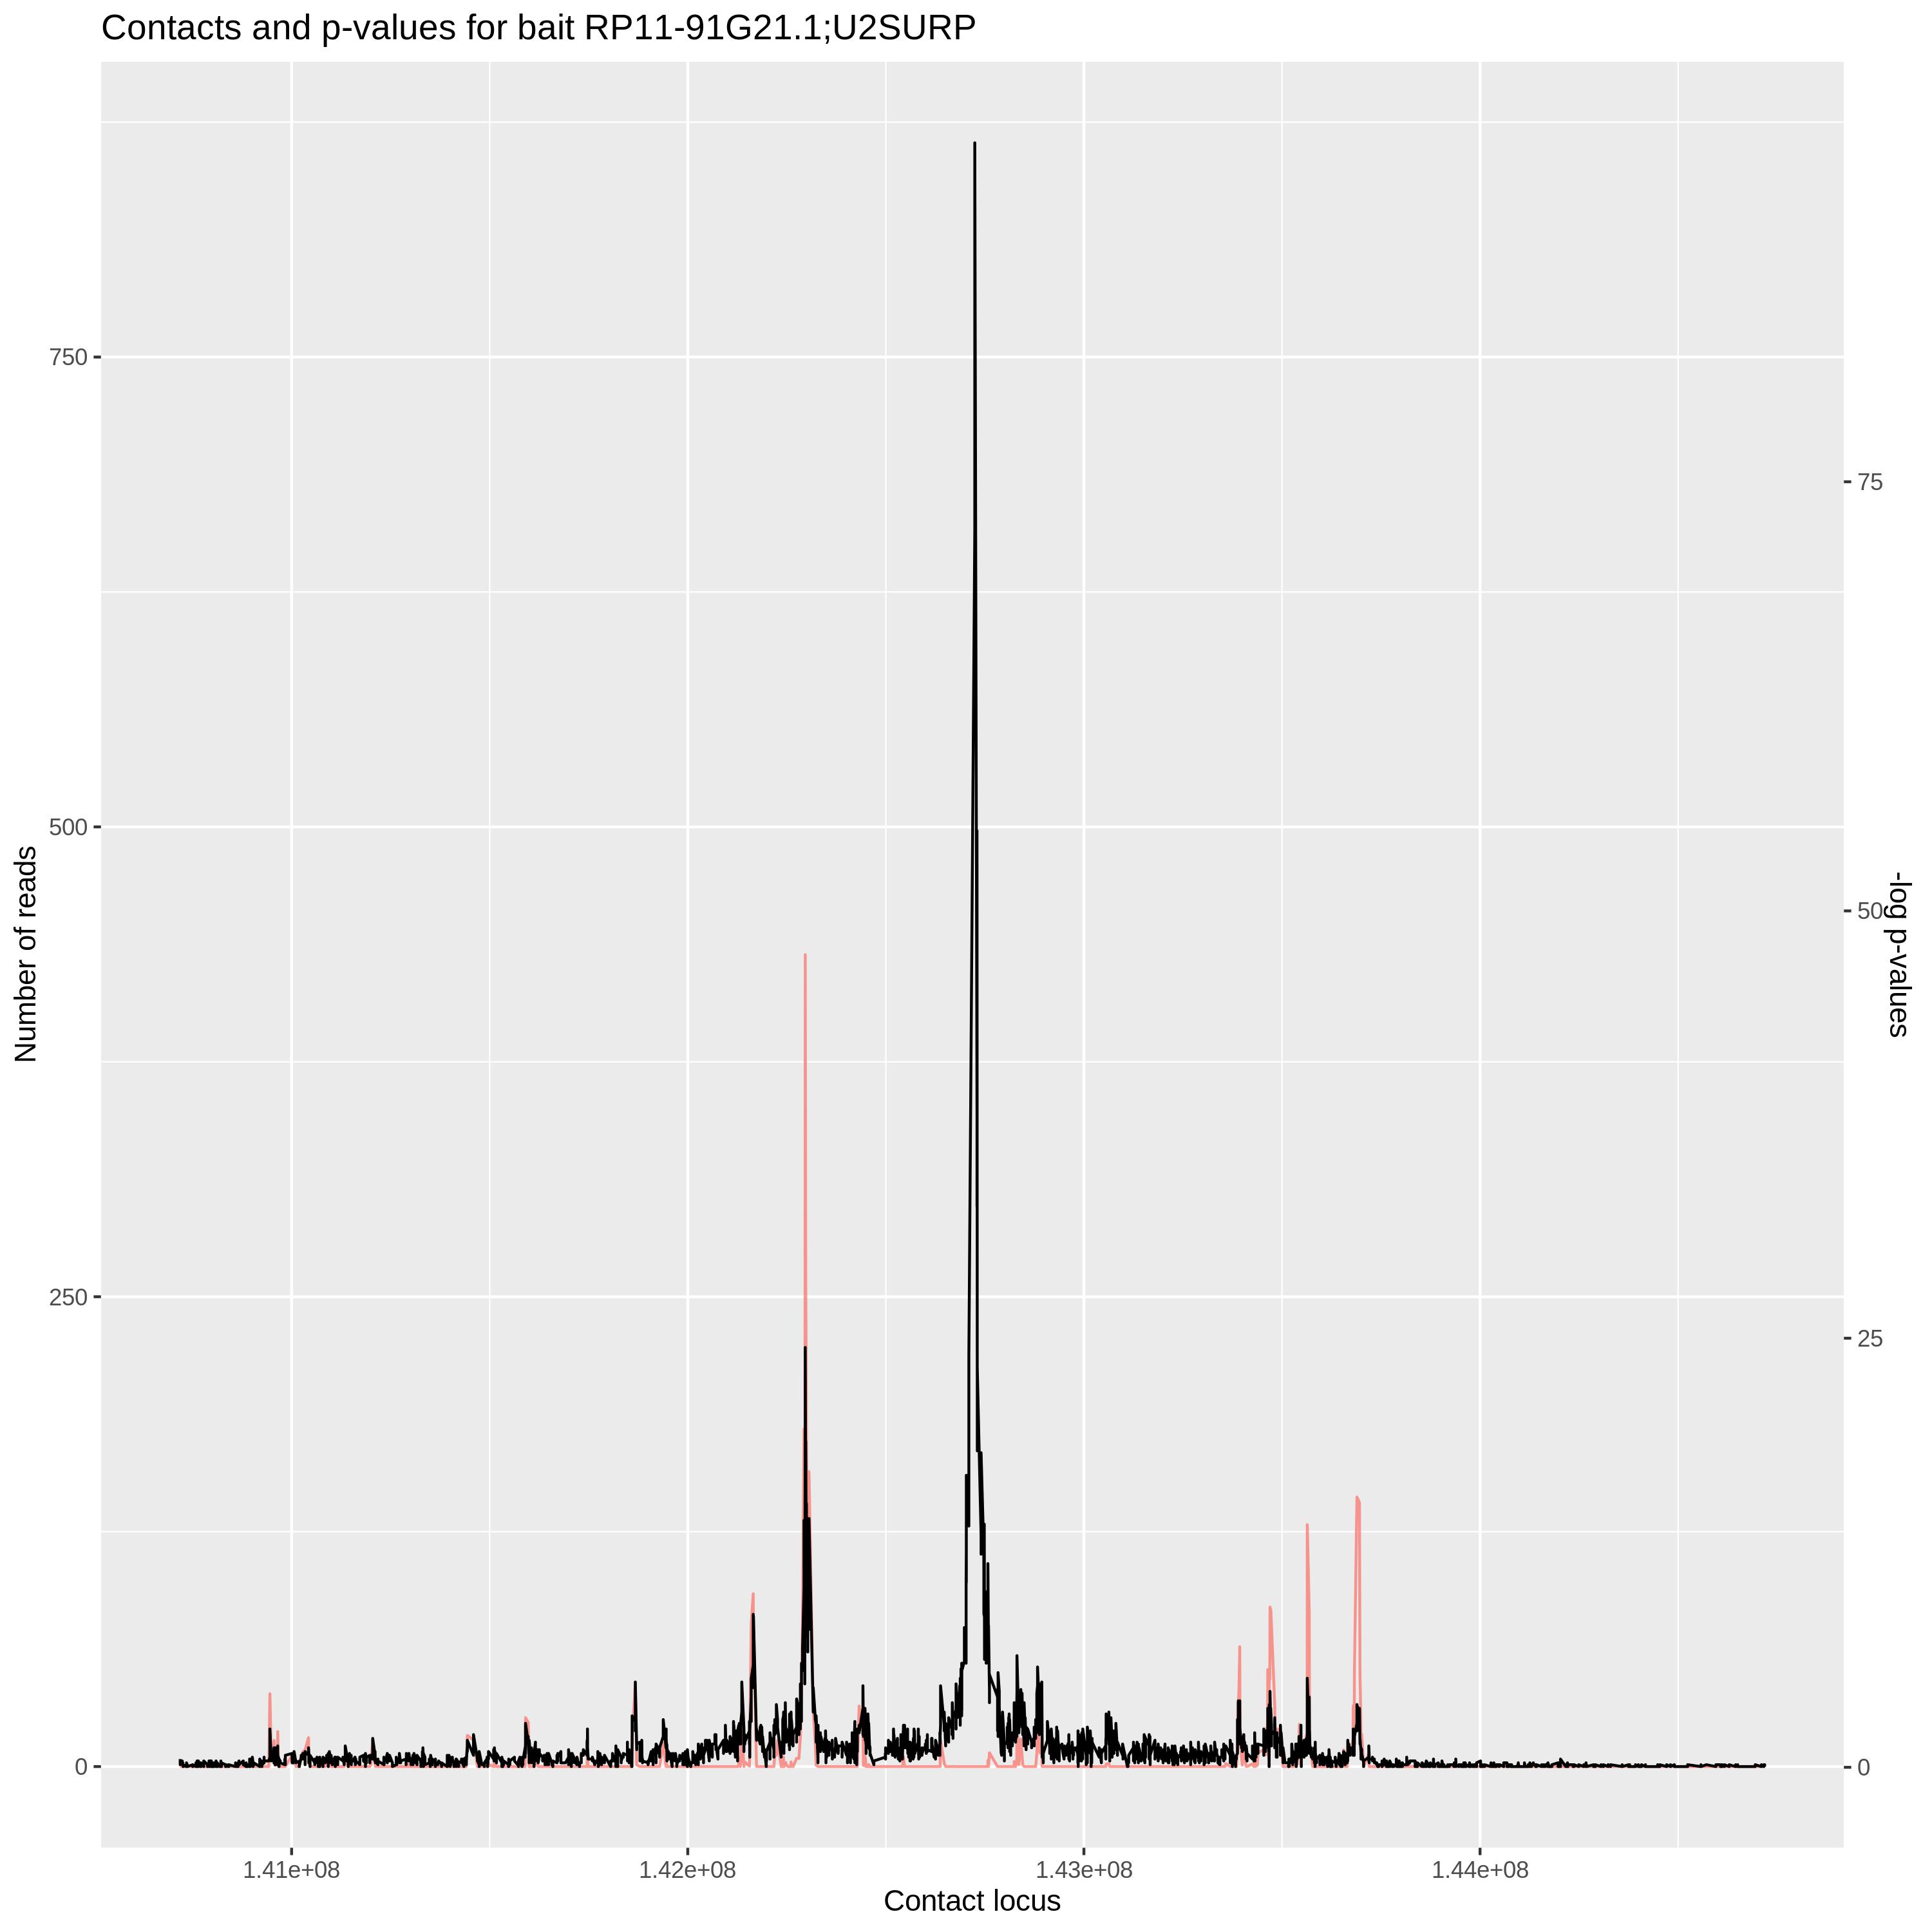 Contacts and p-values for bait RP11-91G21.1;U2SURP
750
500
250
0
Number of reads
75
50
25
0
-log p-values
1.41e+08
1.42e+08
1.43e+08
1.44e+08
Contact locus